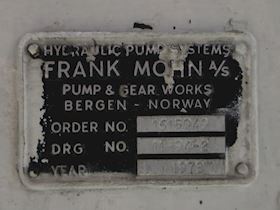 HYDRAULIC PUMP SYSTEMS
FRANK MOHN A/S
PUMP & GEAR WORKS
BERGEN - NORWAY
ORDER NO.
DRG NO.
YEAR